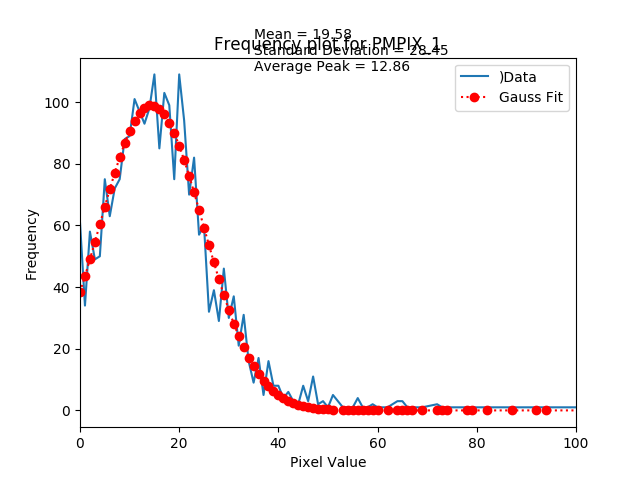 Mean = 19.58
Frequency plot for PMPIX_1
Standard Deviation = 28.45
Average Peak = 12.86
)Data
Gauss Fit
Frequency
100
80
60
40
20
0
0 20 40 60 80 100
Pixel Value